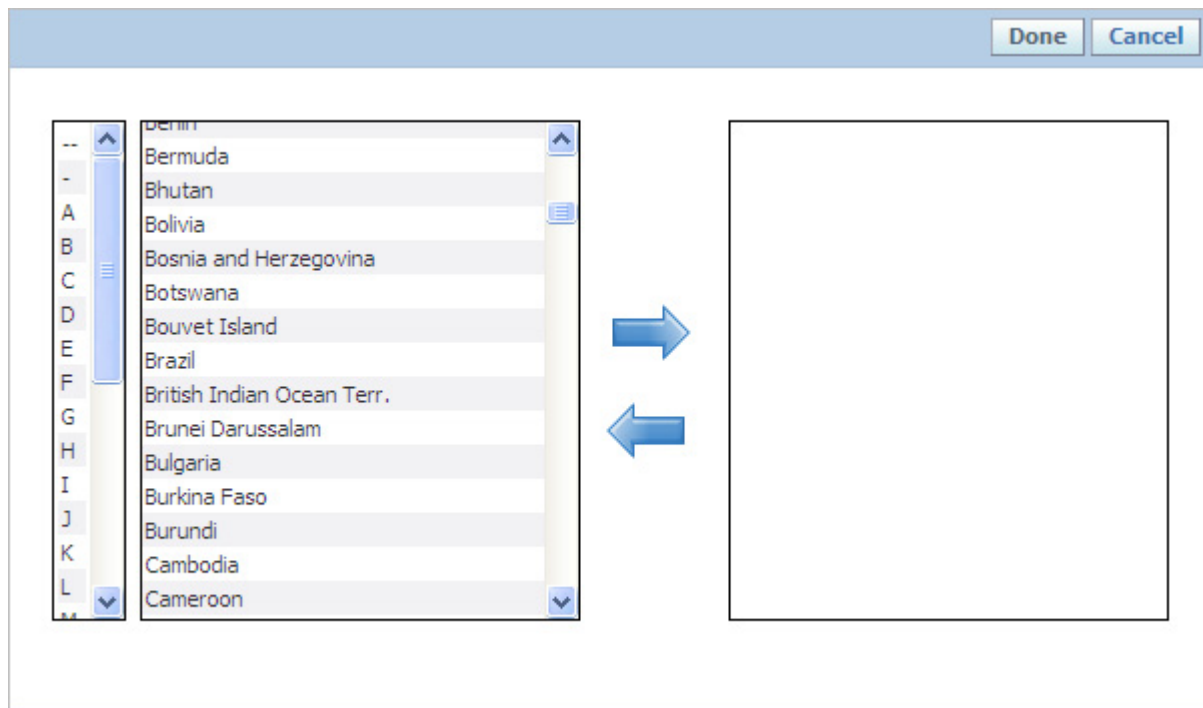 Done Cancel
--
-
A
B
C
D
E
F
G
H
I
J
K
L
M
Benin
Bermuda
Bhutan
Bolivia
Bosnia and Herzegovina
Botswana
Bouvet Island
Brazil
British Indian Ocean Terr.
Brunei Darussalam
Bulgaria
Burkina Faso
Burundi
Cambodia
Cameroon